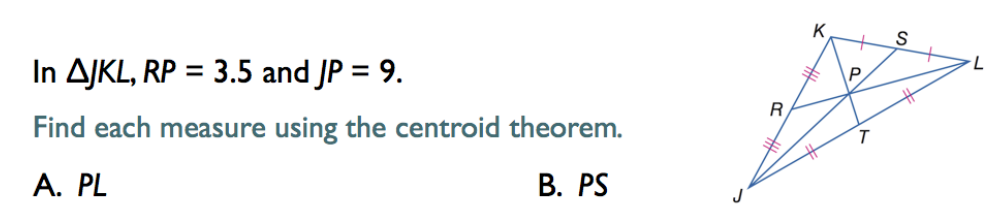 In ΔJKL, RP = 3.5 and JP = 9.
Find each measure using the centroid theorem.
A. PL
B. PS
K
S
L
P
R
T
J